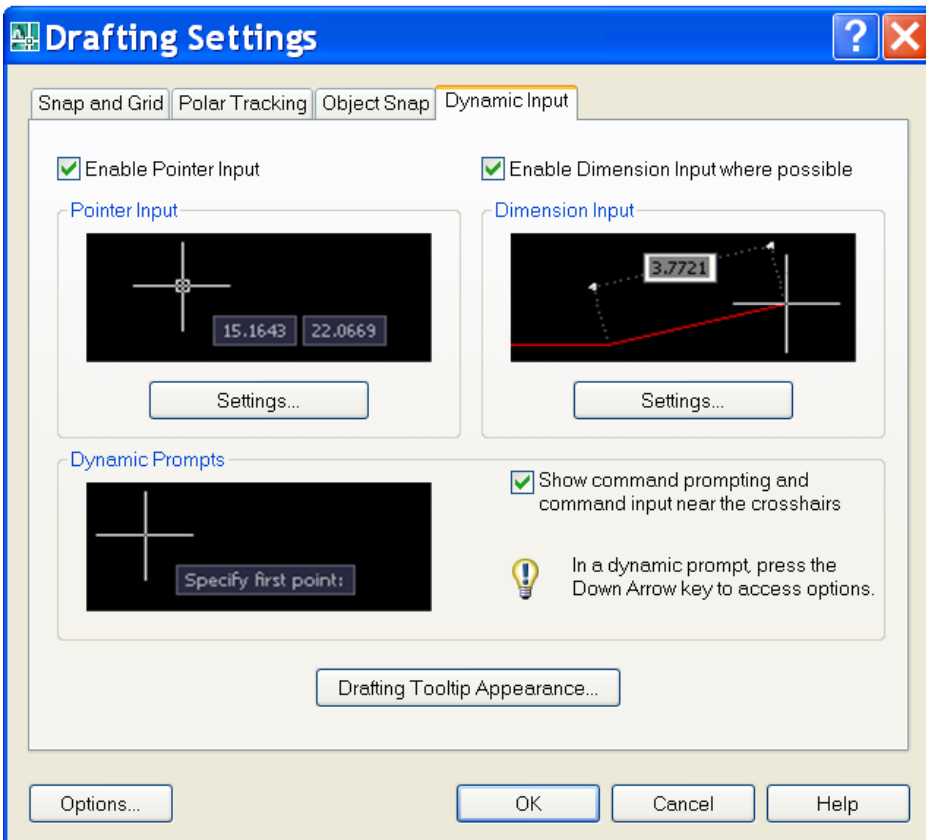 Drafting Settings
Snap and Grid Polar Tracking Object Snap Dynamic Input
Enable Pointer Input
Enable Dimension Input where possible
Pointer Input
15.1643 22.0669
Settings...
Dimension Input
3.7721
Settings...
Dynamic Prompts
Specify first point:
Show command prompting and
command input near the crosshairs
In a dynamic prompt, press the
Down Arrow key to access options.
Drafting Tooltip Appearance...
Options...
OK
Cancel
Help